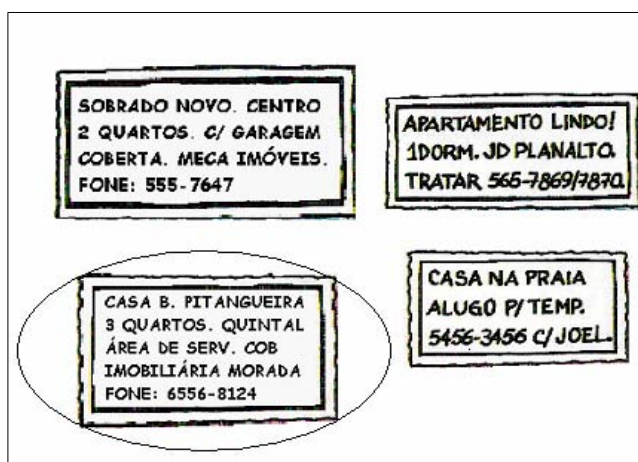 SOBRADO NOVO. CENTRO
2 QUARTOS. C/ GARAGEM
COBERTA. MECA IMÓVEIS.
FONE: 555-7647
APARTAMENTO LINDO!
1DORM. JD PLANALTO.
TRATAR 565-7869/7870.
CASA B. PITANGUEIRA
3 QUARTOS. QUINTAL
ÁREA DE SERV. COB
IMOBILIÁRIA MORADA
FONE: 6556-8124
CASA NA PRAIA
ALUGO P/ TEMP.
5456-3456 C/ JOEL.